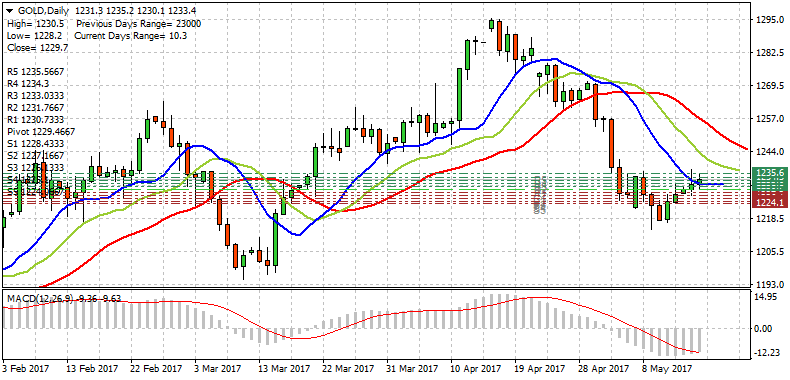 GOLD,Daily 1231.3 1235.2 1230.1 1233.4
High= 1230.5 Previous Days Range= 23000
Low= 1228.2 Current Days Range= 10.3
Close= 1229.7
R5 1235.5667
R4 1234.3
R3 1233.0333
R2 1231.7667
R1 1230.7333
Pivot 1229.4667
S1 1228.4333
S2 1227.1667
1295.0
1282.5
1269.5
1257.0
1244.0
1235.6
1224.1
1218.5
1205.5
1193.0
MACD(12,26,9) -9.36 -9.63
14.95
0.00
-12.23
3 Feb 2017 13 Feb 2017 22 Feb 2017 3 Mar 2017 13 Mar 2017 22 Mar 2017 31 Mar 2017 10 Apr 2017 19 Apr 2017 28 Apr 2017 8 May 2017